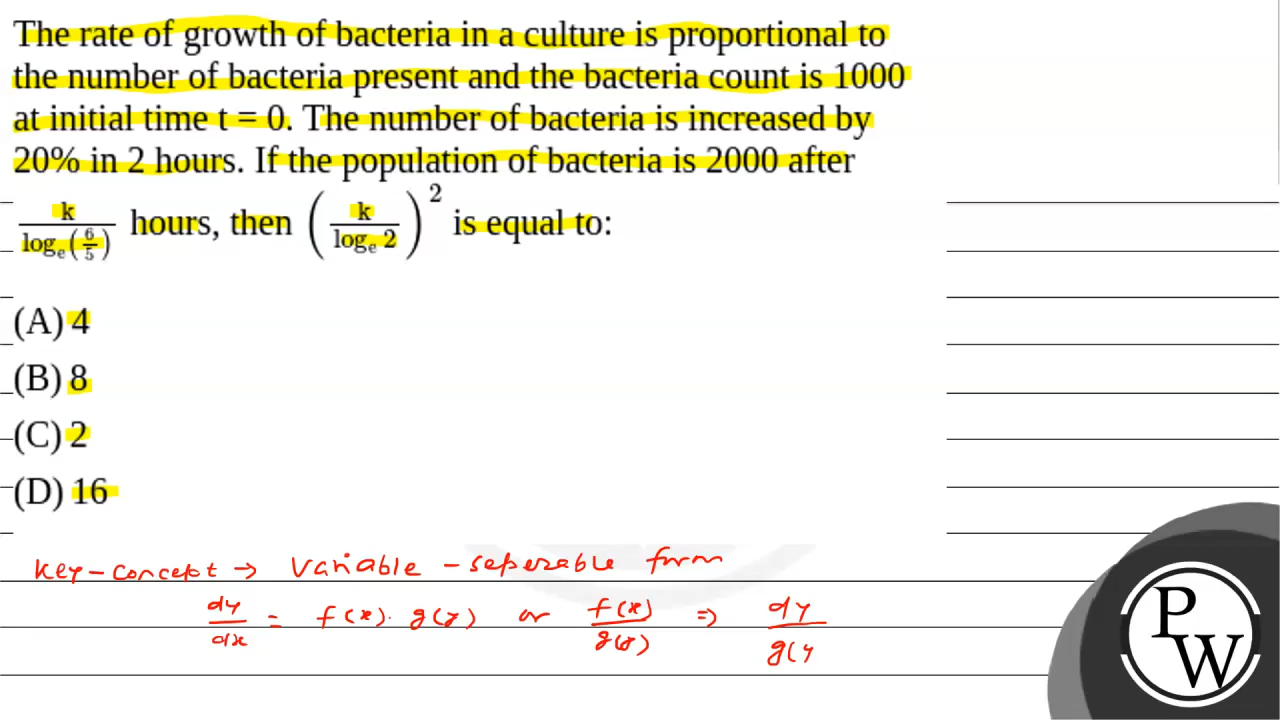 The rate of growth of bacteria in a culture is proportional to
the number of bacteria present and the bacteria count is 1000
at initial time t = 0. The number of bacteria is increased by
20% in 2 hours. If the population of bacteria is 2000 after
k/logₑ(6/5) hours, then (k/logₑ 2)² is equal to:
(A) 4
(B) 8
(C) 2
(D) 16
Key-concept → Variable - seperable form
dy/dx = f(x). g(y) or f(x)/g(y) ⇒ dy/g(y
PW